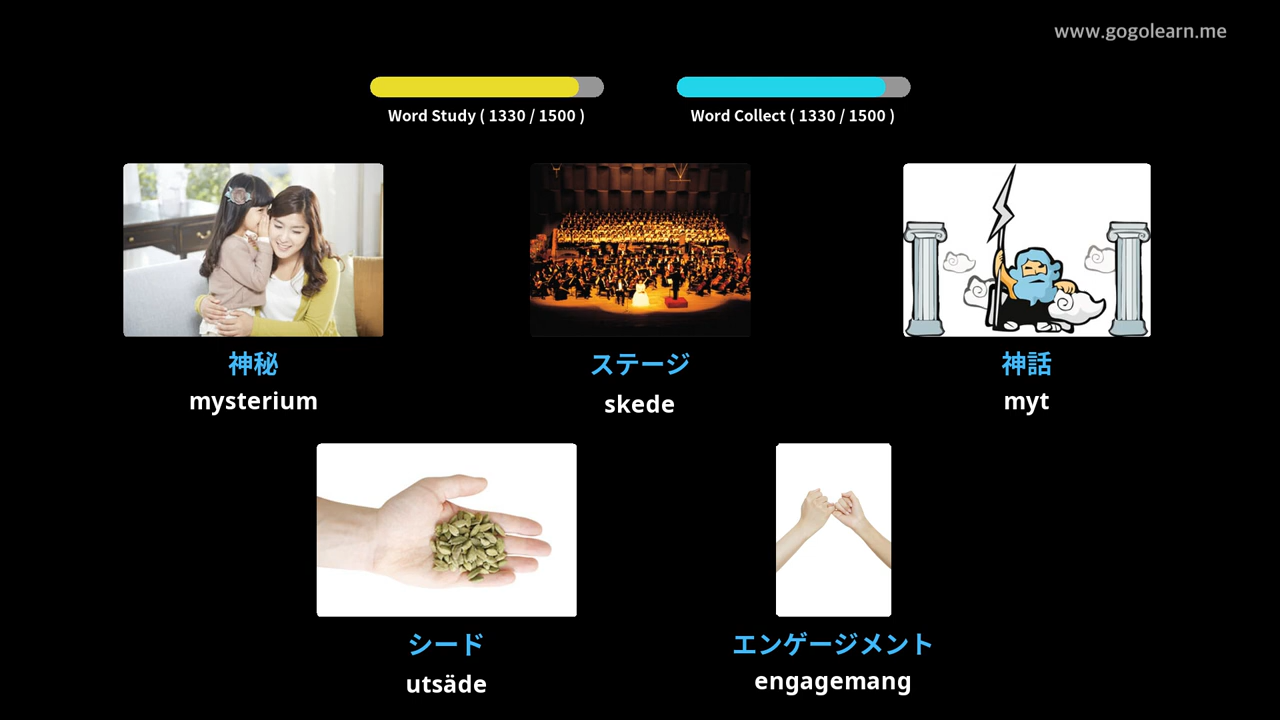 www.gogolearn.me
Word Study ( 1330 / 1500 )
Word Collect ( 1330 / 1500 )
神秘
mysterium
ステージ
skede
神話
myt
シード
utsäde
エンゲージメント
engagemang